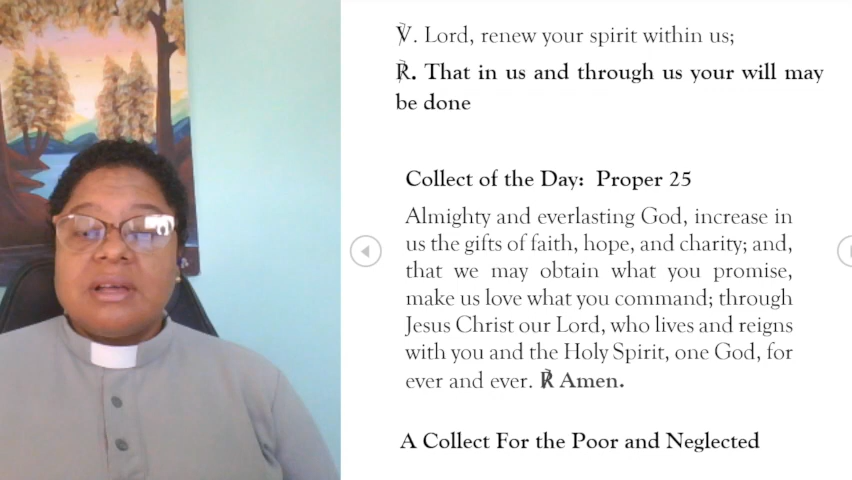 ℣. Lord, renew your spirit within us;
℟. That in us and through us your will may
be done
Collect of the Day: Proper 25
Almighty and everlasting God, increase in
us the gifts of faith, hope, and charity; and,
that we may obtain what you promise,
make us love what you command; through
Jesus Christ our Lord, who lives and reigns
with you and the Holy Spirit, one God, for
ever and ever. ℟ Amen.
A Collect For the Poor and Neglected